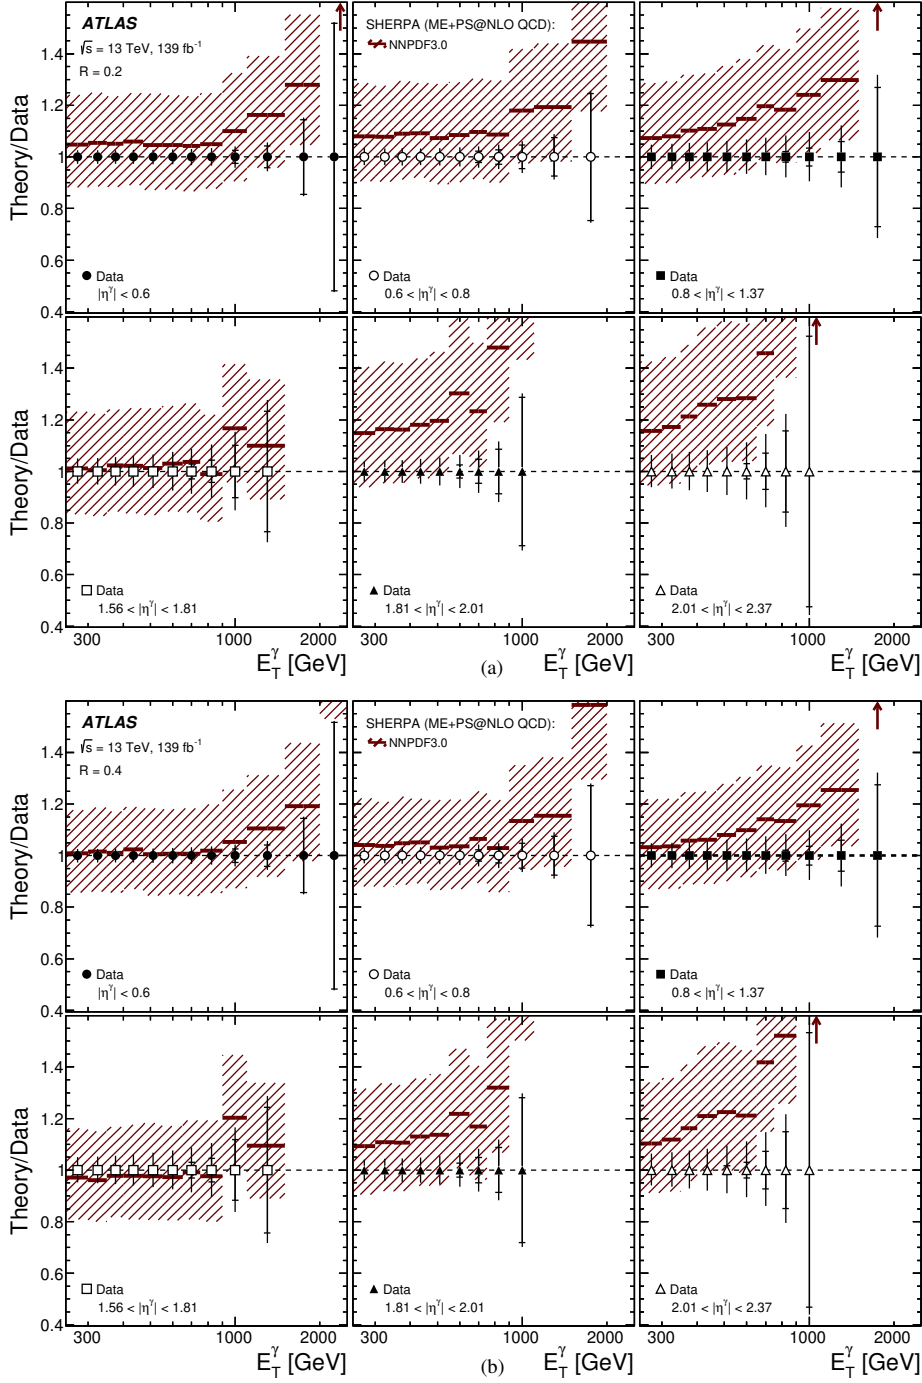 ATLAS
√s = 13 TeV, 139 fb⁻¹
R = 0.2
SHERPA (ME+PS@NLO QCD):
NNPDF3.0
Theory/Data
1.6
1.4
1.2
1
0.8
0.6
0.4
Data
|η^γ| < 0.6
Data
0.6 < |η^γ| < 0.8
Data
0.8 < |η^γ| < 1.37
Theory/Data
1.4
1.2
1
0.8
0.6
0.4
Data
1.56 < |η^γ| < 1.81
Data
1.81 < |η^γ| < 2.01
Data
2.01 < |η^γ| < 2.37
300 1000 2000 300 1000 2000 300 1000 2000
E_T^γ [GeV] E_T^γ [GeV] E_T^γ [GeV]
(a)
ATLAS
√s = 13 TeV, 139 fb⁻¹
R = 0.4
SHERPA (ME+PS@NLO QCD):
NNPDF3.0
Theory/Data
1.6
1.4
1.2
1
0.8
0.6
0.4
Data
|η^γ| < 0.6
Data
0.6 < |η^γ| < 0.8
Data
0.8 < |η^γ| < 1.37
Theory/Data
1.4
1.2
1
0.8
0.6
0.4
Data
1.56 < |η^γ| < 1.81
Data
1.81 < |η^γ| < 2.01
Data
2.01 < |η^γ| < 2.37
300 1000 2000 300 1000 2000 300 1000 2000
E_T^γ [GeV] E_T^γ [GeV] E_T^γ [GeV]
(b)